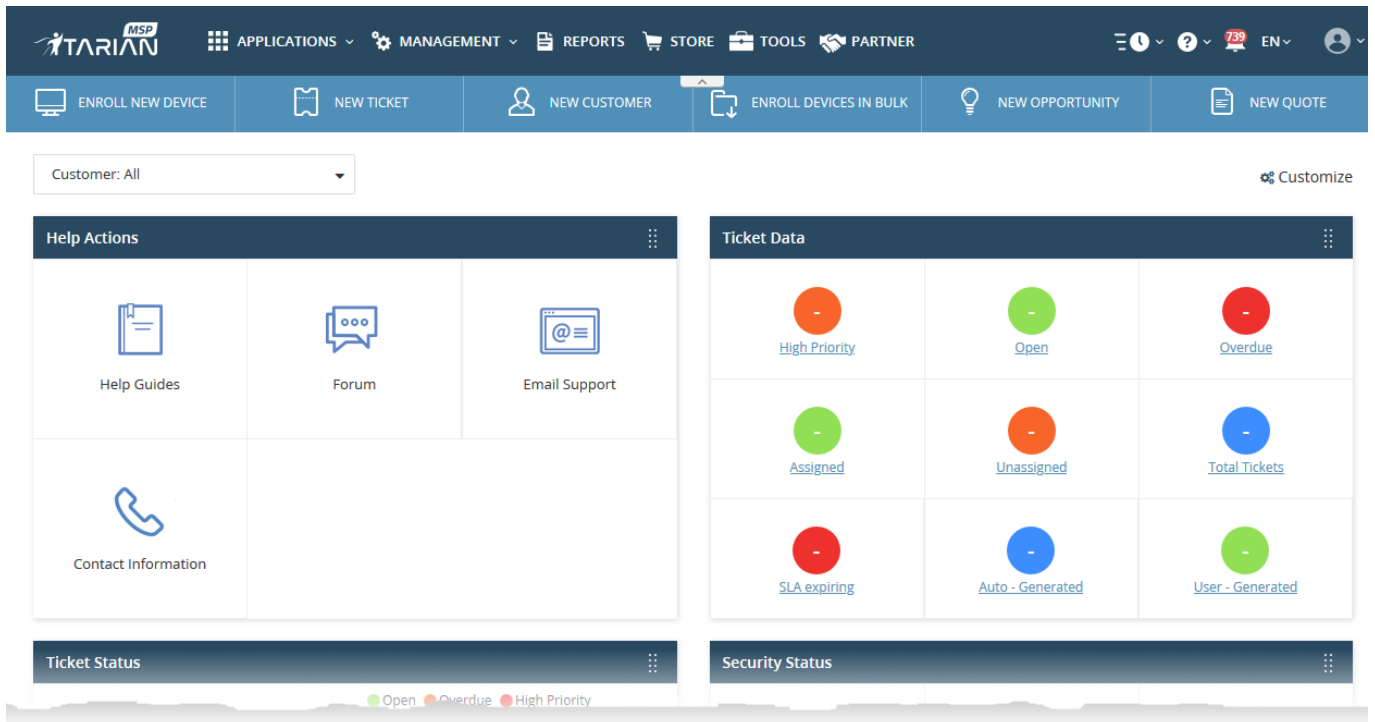 MSP
ITARIAN
APPLICATIONS MANAGEMENT REPORTS STORE TOOLS PARTNER 739 EN
ENROLL NEW DEVICE NEW TICKET NEW CUSTOMER ENROLL DEVICES IN BULK NEW OPPORTUNITY NEW QUOTE
Customer: All
Customize
Help Actions
Help Guides
Forum
@
Email Support
Contact Information
Ticket Data
-
High Priority
-
Open
-
Overdue
-
Assigned
-
Unassigned
-
Total Tickets
-
SLA expiring
-
Auto - Generated
-
User - Generated
Ticket Status
Open Overdue High Priority
Security Status